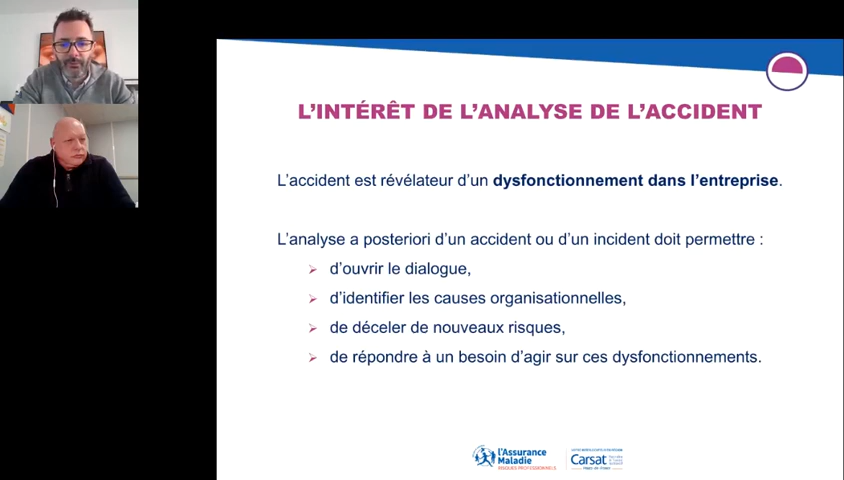 L'INTÉRÊT DE L'ANALYSE DE L'ACCIDENT
L'accident est révélateur d'un dysfonctionnement dans l'entreprise.
L'analyse a posteriori d'un accident ou d'un incident doit permettre :
d'ouvrir le dialogue,
d'identifier les causes organisationnelles,
de déceler de nouveaux risques,
de répondre à un besoin d'agir sur ces dysfonctionnements.
l'Assurance
Maladie
RISQUES PROFESSIONNELS
Carsat